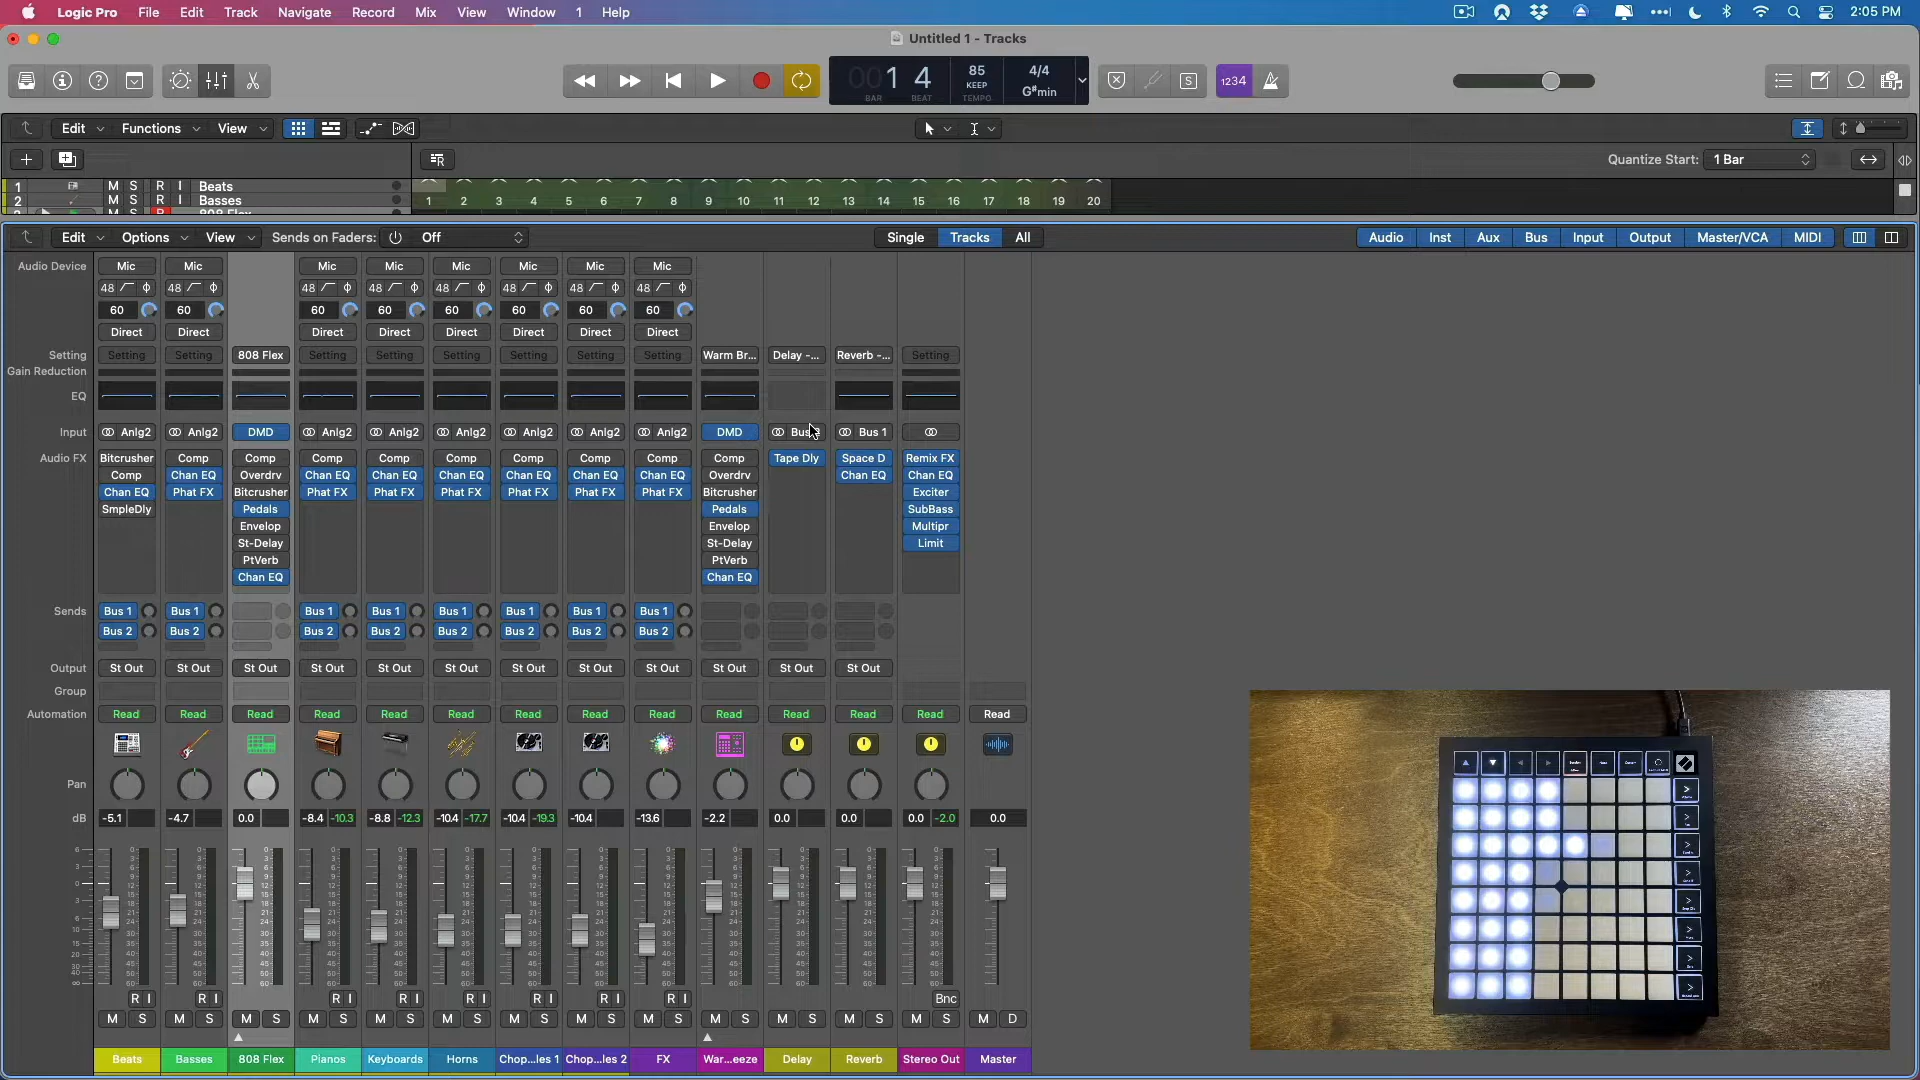 Logic Pro File Edit Track Navigate Record Mix View Window 1 Help 2:05 PM
Untitled 1 - Tracks
001 4 85 KEEP 4/4 G#min
BAR BEAT TEMPO
S 1234
Edit Functions View
Quantize Start: 1 Bar
1 M S R I Beats
2 M S R I Basses
1 2 3 4 5 6 7 8 9 10 11 12 13 14 15 16 17 18 19 20
Edit Options View Sends on Faders: Off Single Tracks All Audio Inst Aux Bus Input Output Master/VCA MIDI
Audio Device Mic Mic Mic Mic Mic Mic Mic Mic
48 48 48 48 48 48 48 48
60 60 60 60 60 60 60 60
Direct Direct Direct Direct Direct Direct Direct Direct
Setting Setting Setting 808 Flex Setting Setting Setting Setting Setting Setting Warm Br... Delay -... Reverb -... Setting
Gain Reduction
EQ
Input Anlg2 Anlg2 DMD Anlg2 Anlg2 Anlg2 Anlg2 Anlg2 Anlg2 DMD Bus Bus 1
Audio FX Bitcrusher Comp Comp Comp Comp Comp Comp Comp Comp Comp Tape Dly Space D Remix FX
Comp Chan EQ Overdrv Chan EQ Chan EQ Chan EQ Chan EQ Chan EQ Chan EQ Overdrv Chan EQ Chan EQ
Chan EQ Phat FX Bitcrusher Phat FX Phat FX Phat FX Phat FX Phat FX Phat FX Bitcrusher Exciter
SmpleDly Pedals Pedals SubBass
Envelop Envelop Multipr
St-Delay St-Delay Limit
PtVerb PtVerb
Chan EQ Chan EQ
Sends Bus 1 Bus 1 Bus 1 Bus 1 Bus 1 Bus 1 Bus 1 Bus 1
Bus 2 Bus 2 Bus 2 Bus 2 Bus 2 Bus 2 Bus 2 Bus 2
Output St Out St Out St Out St Out St Out St Out St Out St Out St Out St Out St Out St Out
Group
Automation Read Read Read Read Read Read Read Read Read Read Read Read Read Read
Pan
dB -5.1 -4.7 0.0 -8.4 -10.3 -8.8 -12.3 -10.4 -17.7 -10.4 -19.3 -10.4 -13.6 -2.2 0.0 0.0 0.0 -2.0 0.0
R I R I R I R I R I R I R I R I Bnc
M S M S M S M S M S M S M S M S M S M S M S M S M S M D
Beats Basses 808 Flex Pianos Keyboards Horns Chop...les 1 Chop...les 2 FX War...eeze Delay Reverb Stereo Out Master